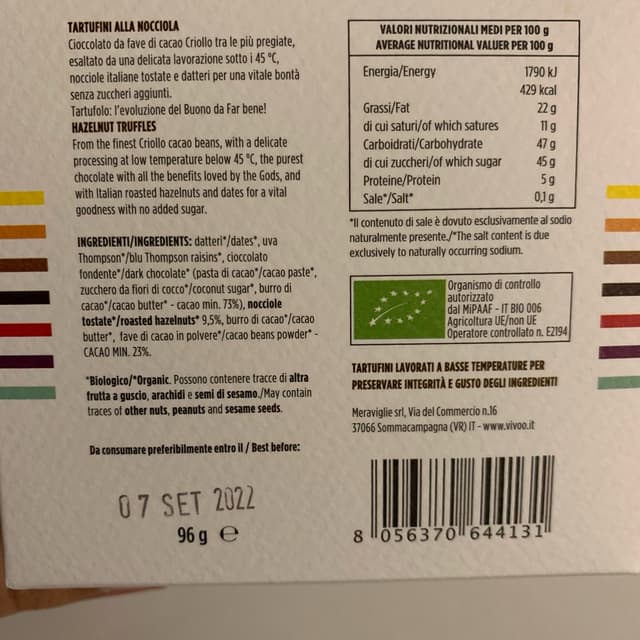 TARTUFINI ALLA NOCCIOLA
Cioccolato da fave di cacao Criollo tra le più pregiate,
esaltato da una delicata lavorazione sotto i 45 °C,
nocciole italiane tostate e datteri per una vitale bontà
senza zuccheri aggiunti.
Tartufolo: l'evoluzione del Buono da Far bene!
HAZELNUT TRUFFLES
From the finest Criollo cacao beans, with a delicate
processing at low temperature below 45 °C, the purest
chocolate with all the benefits loved by the Gods, and
with Italian roasted hazelnuts and dates for a vital
goodness with no added sugar.
INGREDIENTI/INGREDIENTS: datteri*/dates*, uva
Thompson*/blu Thompson raisins*, cioccolato
fondente*/dark chocolate* (pasta di cacao*/cacao paste*,
zucchero da fiori di cocco*/coconut sugar*, burro di
cacao*/cacao butter* - cacao min. 73%), nocciole
tostate*/roasted hazelnuts* 9,5%, burro di cacao*/cacao
butter*, fave di cacao in polvere*/cacao beans powder* -
CACAO MIN. 23%.
*Biologico/*Organic. Possono contenere tracce di altra
frutta a guscio, arachidi e semi di sesamo./May contain
traces of other nuts, peanuts and sesame seeds.
Da consumare preferibilmente entro il / Best before:
07 SET 2022
96 g e
VALORI NUTRIZIONALI MEDI PER 100 g
AVERAGE NUTRITIONAL VALUER PER 100 g
Energia/Energy 1790 kJ
429 kcal
Grassi/Fat 22 g
di cui saturi/of which satures 11 g
Carboidrati/Carbohydrate 47 g
di cui zuccheri/of which sugar 45 g
Proteine/Protein 5 g
Sale*/Salt* 0,1 g
*Il contenuto di sale è dovuto esclusivamente al sodio
naturalmente presente./*The salt content is due
exclusively to naturally occurring sodium.
Organismo di controllo
autorizzato
dal MiPAAF - IT BIO 006
Agricoltura UE/non UE
Operatore controllato n. E2194
TARTUFINI LAVORATI A BASSE TEMPERATURE PER
PRESERVARE INTEGRITÀ E GUSTO DEGLI INGREDIENTI
Meraviglie srl, Via del Commercio n.16
37066 Sommacampagna (VR) IT - www.vivoo.it
8 056370 644131